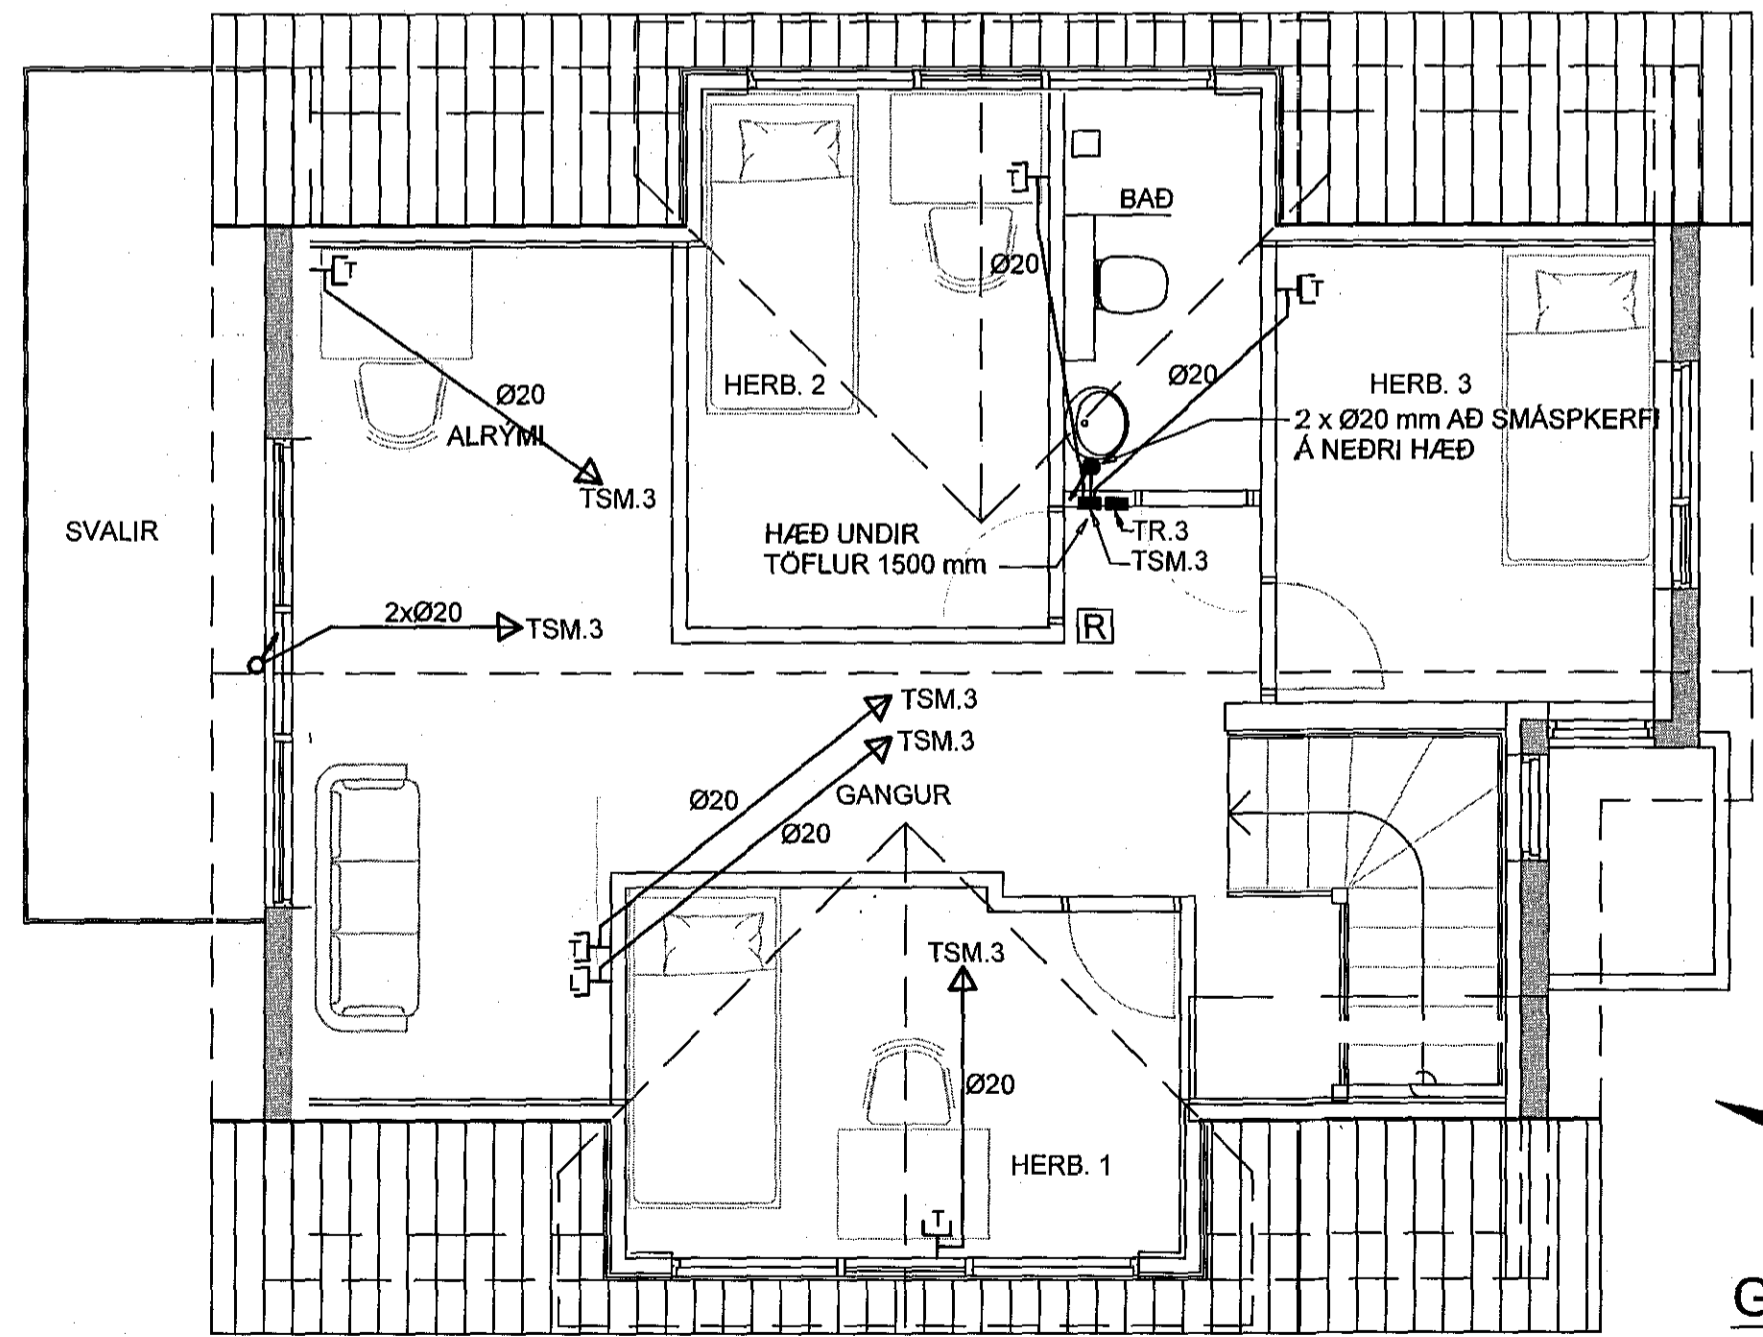 T
BAÐ
Ø20
T
T
Ø20
HERB. 2
Ø20
HERB. 3
ALRÝMI
2 x Ø20 mm AÐ SMÁSPKERFI
Á NEÐRI HÆÐ
TSM.3
SVALIR
HÆÐ UNDIR
TÖFLUR 1500 mm
TR.3
TSM.3
2xØ20
TSM.3
R
TSM.3
TSM.3
Ø20
GANGUR
Ø20
T
L
TSM.3
Ø20
HERB. 1
T
G